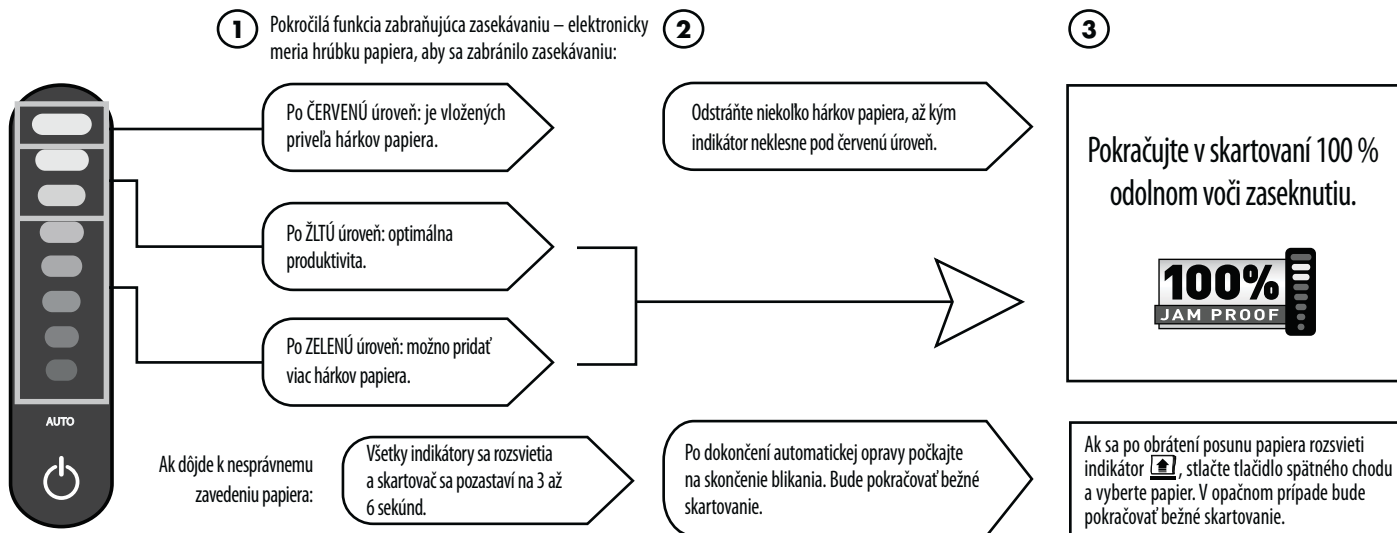 1
Pokročilá funkcia zabraňujúca zasekávaniu – elektronicky
meria hrúbku papiera, aby sa zabránilo zasekávaniu:
2
3
Po ČERVENÚ úroveň: je vložených
priveľa hárkov papiera.
Odstráňte niekoľko hárkov papiera, až kým
indikátor neklesne pod červenú úroveň.
Po ŽLTÚ úroveň: optimálna
produktivita.
Po ZELENÚ úroveň: možno pridať
viac hárkov papiera.
Pokračujte v skartovaní 100 %
odolnom voči zaseknutiu.
100%
JAM PROOF
AUTO
Ak dôjde k nesprávnemu
zavedeniu papiera:
Všetky indikátory sa rozsvietia
a skartovač sa pozastaví na 3 až
6 sekúnd.
Po dokončení automatickej opravy počkajte
na skončenie blikania. Bude pokračovať bežné
skartovanie.
Ak sa po obrátení posunu papiera rozsvieti
indikátor , stlačte tlačidlo spätného chodu
a vyberte papier. V opačnom prípade bude
pokračovať bežné skartovanie.